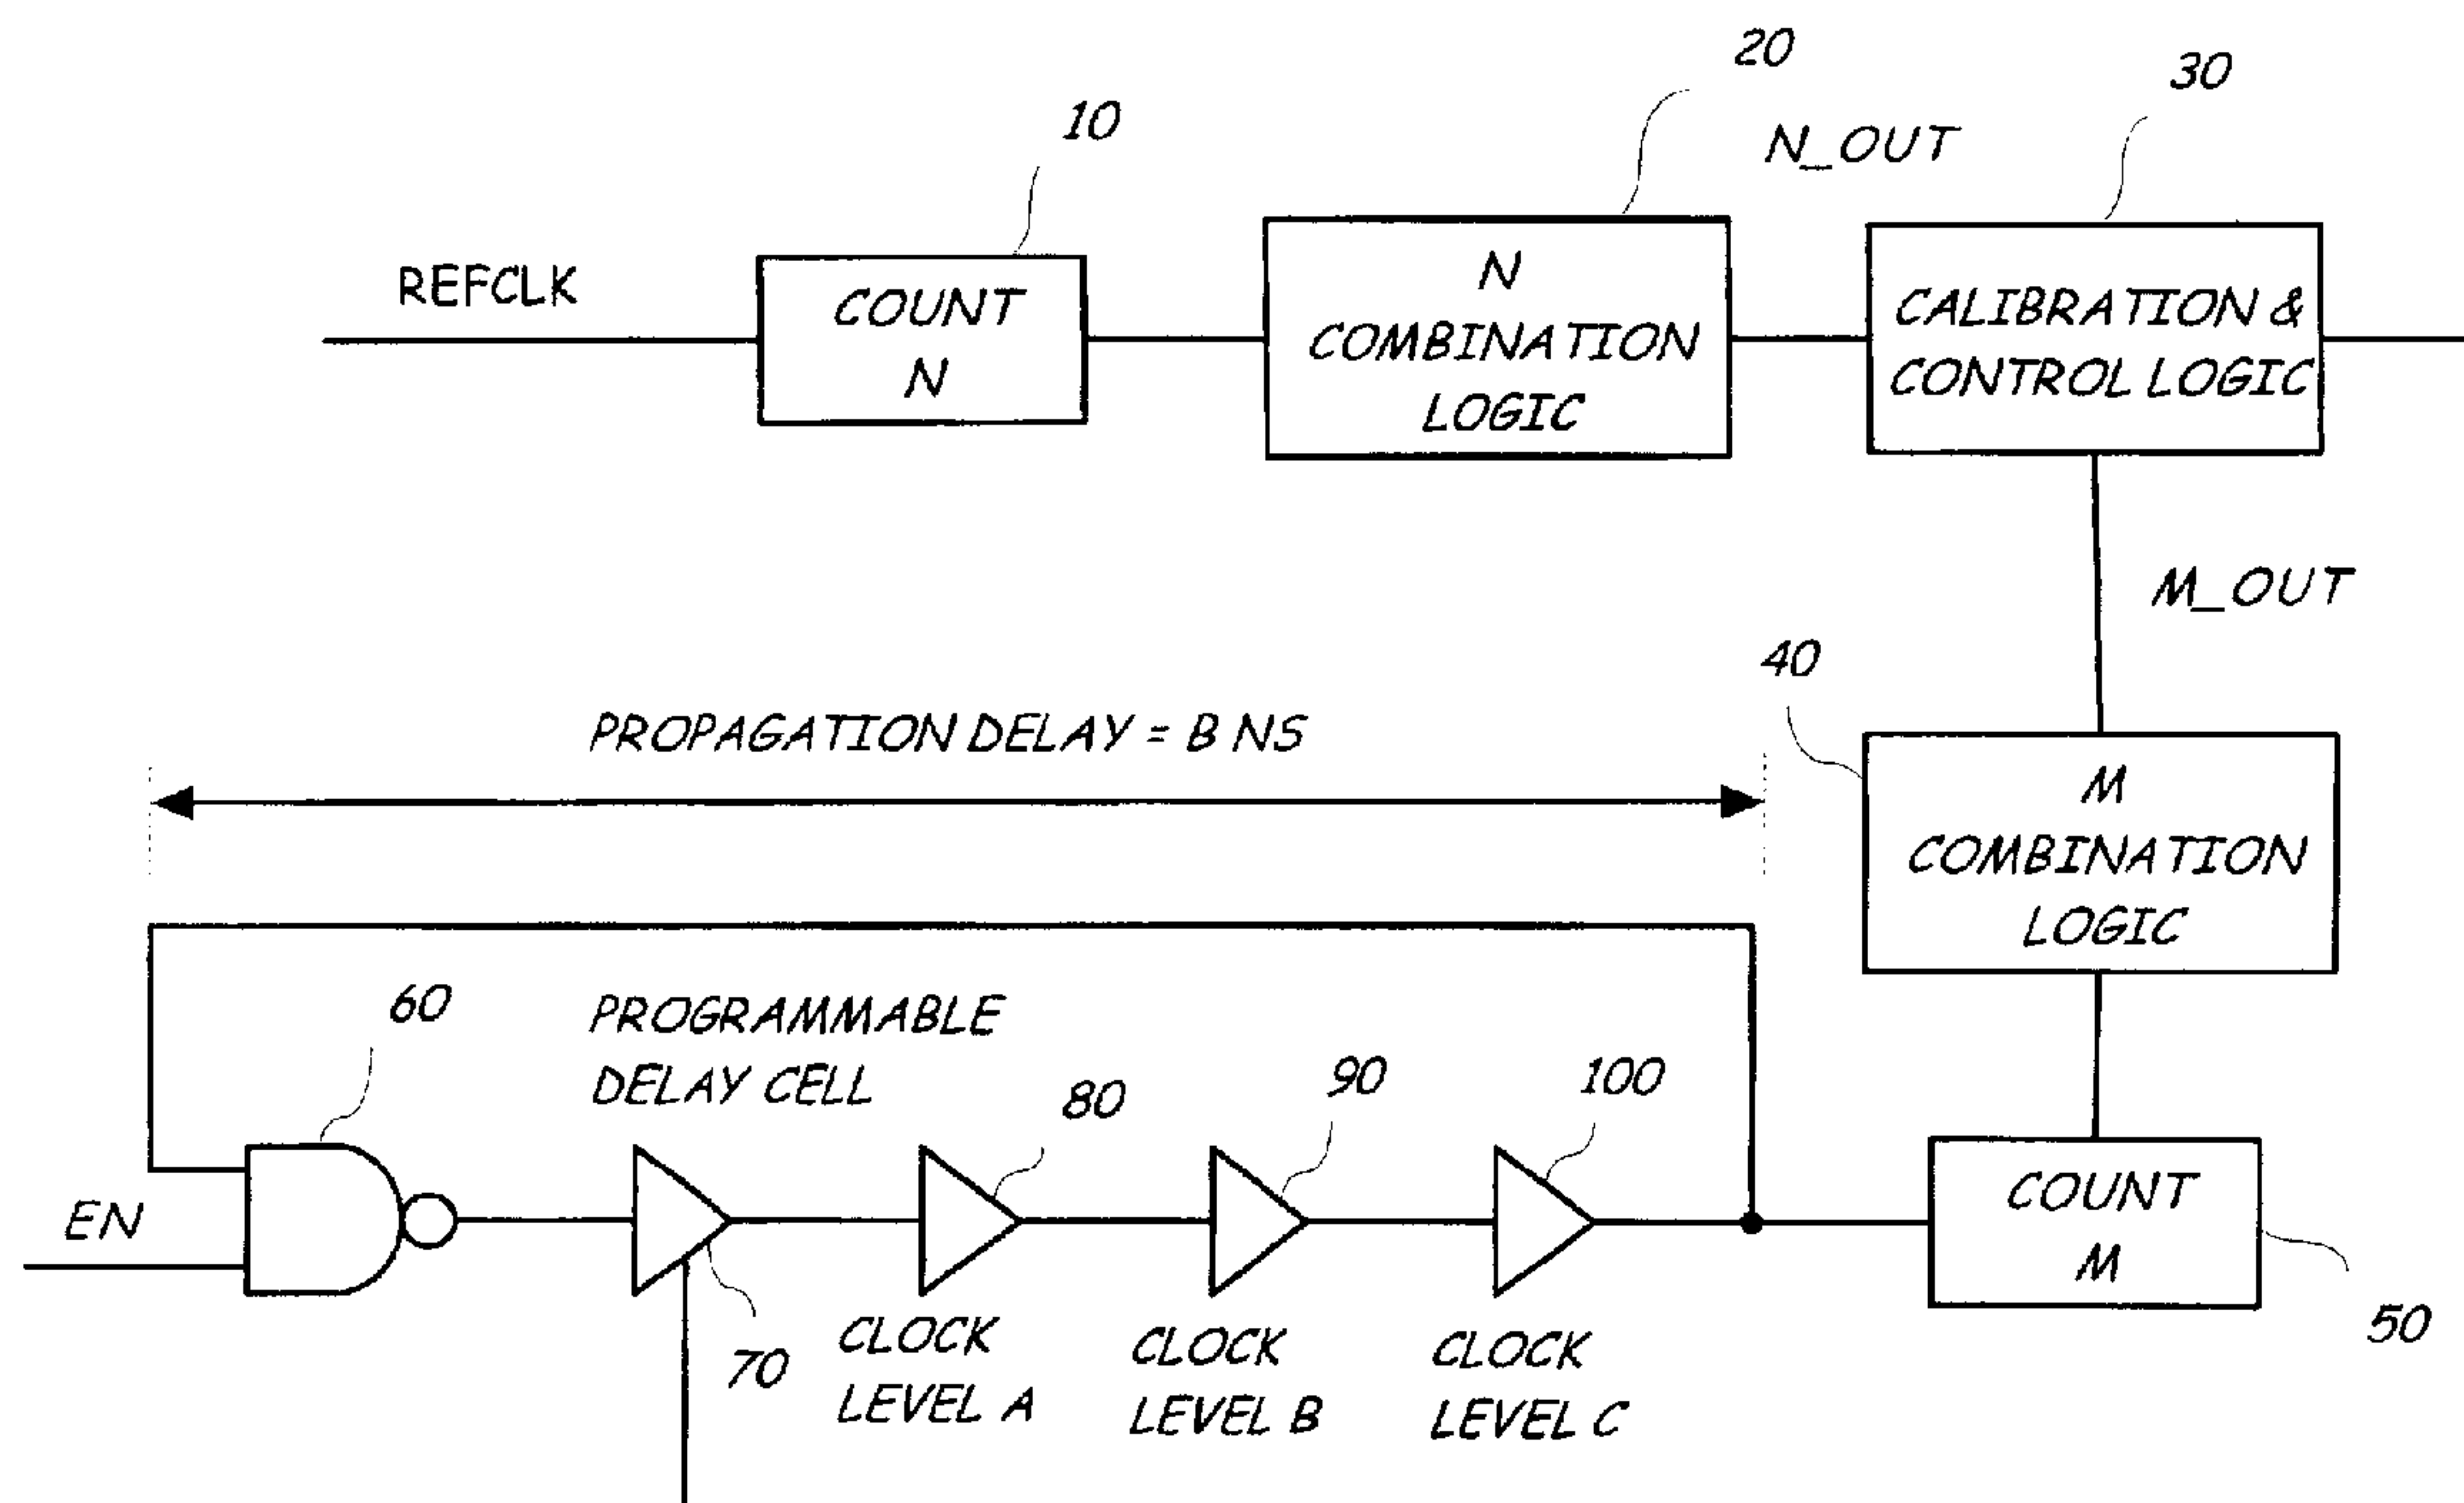 20
30
10
N_OUT
REFCLK
COUNT
N
N
COMBINATION
LOGIC
CALIBRATION &
CONTROL LOGIC
M_OUT
40
PROPAGATION DELAY = B NS
M
COMBINATION
LOGIC
60
PROGRAMMABLE
DELAY CELL
80
90
100
EN
COUNT
M
70
CLOCK
LEVEL A
CLOCK
LEVEL B
CLOCK
LEVEL C
50